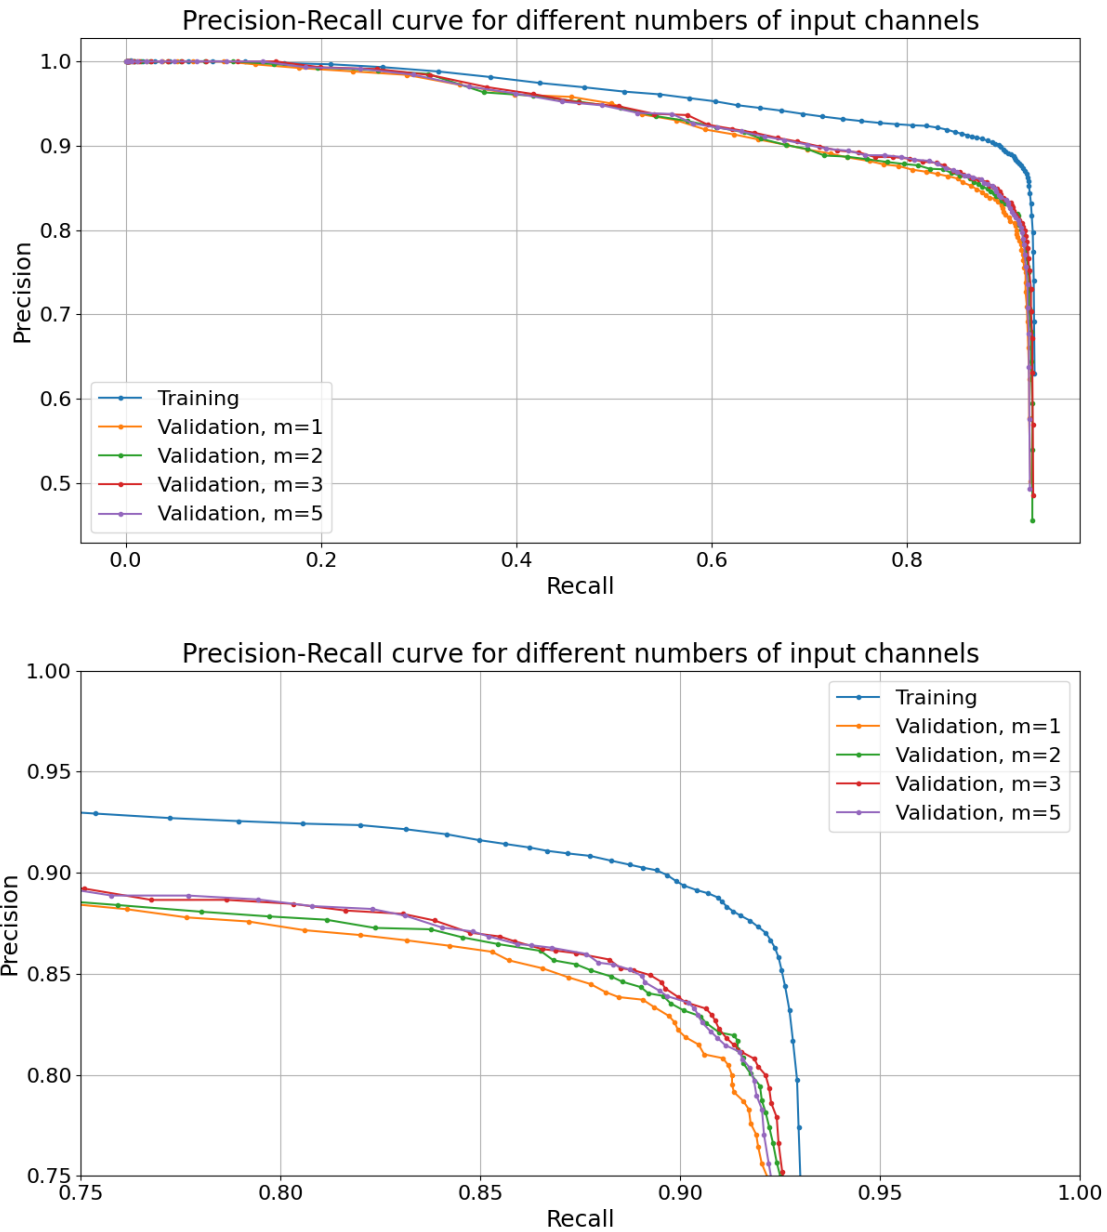 Precision-Recall curve for different numbers of input channels
1.0
0.9
0.8
0.7
0.6
0.5
Precision
Training
Validation, m=1
Validation, m=2
Validation, m=3
Validation, m=5
0.0 0.2 0.4 0.6 0.8
Recall
Precision-Recall curve for different numbers of input channels
1.00
0.95
0.90
0.85
0.80
0.75
Precision
Training
Validation, m=1
Validation, m=2
Validation, m=3
Validation, m=5
0.75 0.80 0.85 0.90 0.95 1.00
Recall